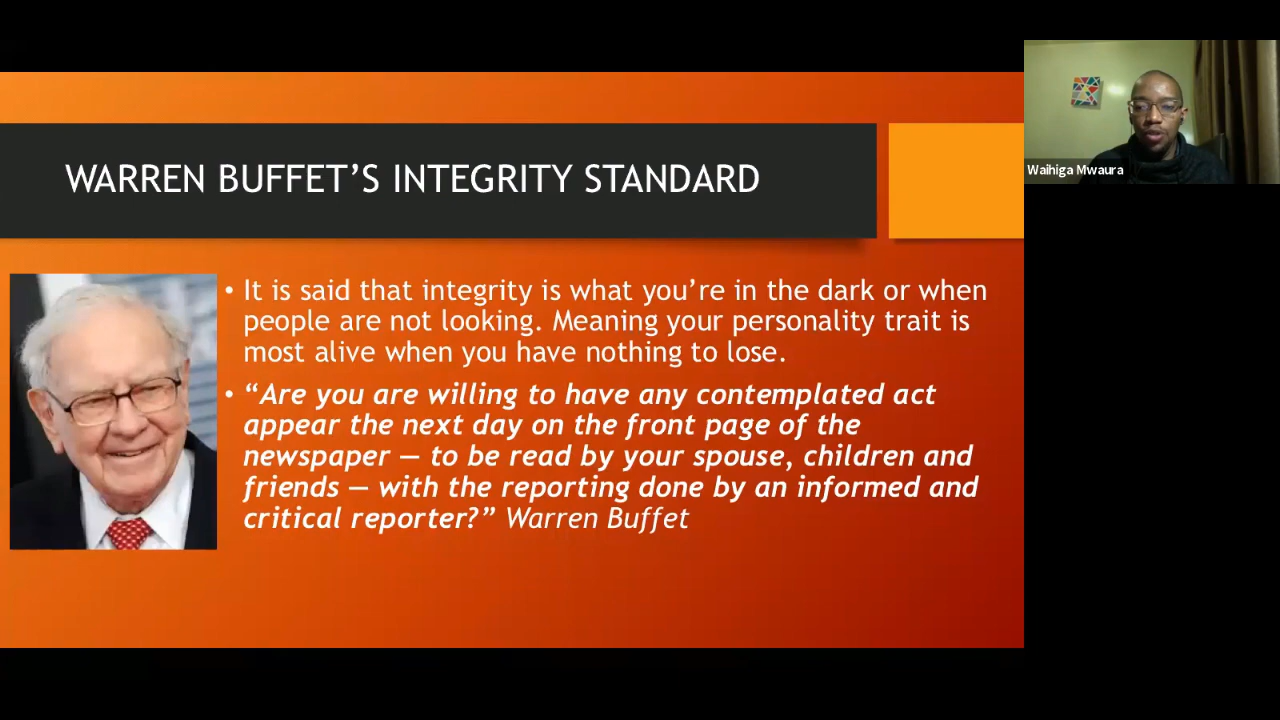 WARREN BUFFET’S INTEGRITY STANDARD
Waihiga Mwaura
• It is said that integrity is what you’re in the dark or when
people are not looking. Meaning your personality trait is
most alive when you have nothing to lose.
• “Are you are willing to have any contemplated act
appear the next day on the front page of the
newspaper — to be read by your spouse, children and
friends — with the reporting done by an informed and
critical reporter?” Warren Buffet